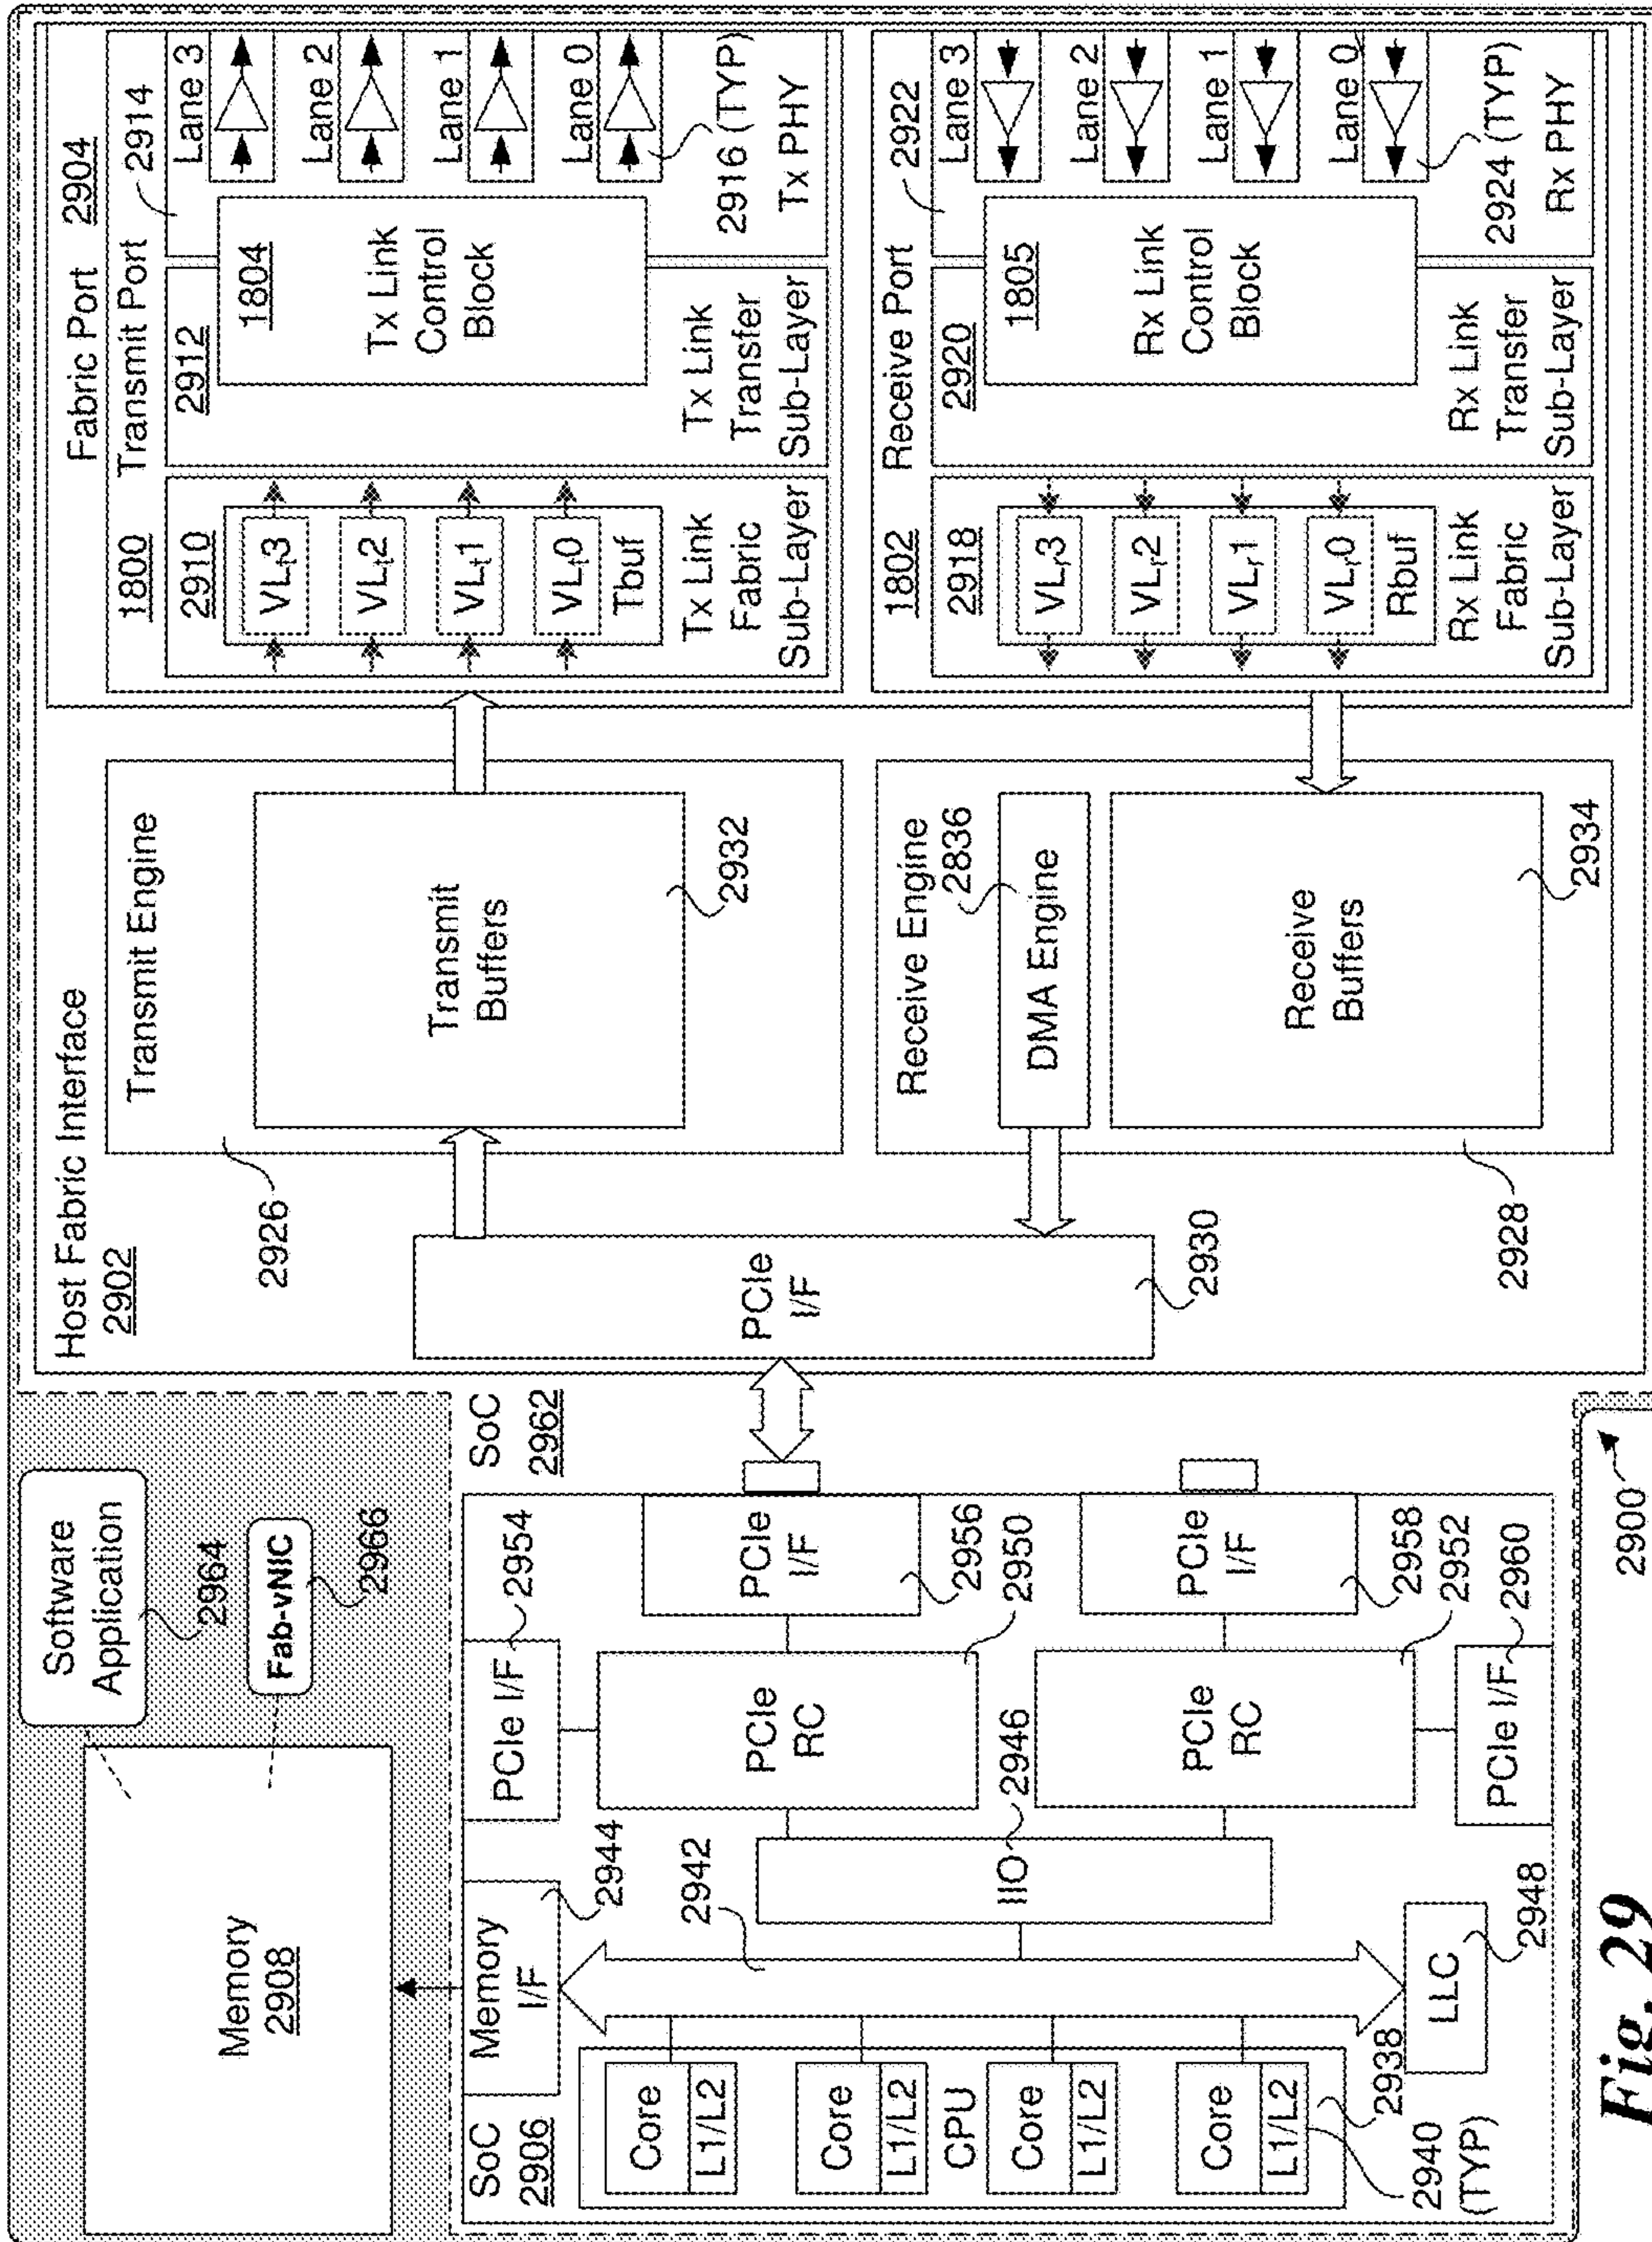 Memory
2908
Software
Application
2964
Fab-vNIC
2966
SoC
2906
Memory
I/F
2944
PCIe I/F
2954
SoC
2962
Core
L1/L2
Core
L1/L2
CPU
Core
L1/L2
Core
L1/L2
2938
2940
(TYP)
2942
LLC
2948
IIO
2946
PCIe
RC
2950
PCIe
RC
2952
PCIe
I/F
2956
PCIe
I/F
2958
PCIe I/F
2960
2900
Host Fabric Interface
2902
PCIe
I/F
2930
2926
Transmit Engine
Transmit
Buffers
2932
Receive Engine
2836
DMA Engine
Receive
Buffers
2934
2928
Fabric Port 2904
1800 Transmit Port
2910
VLt3
VLt2
VLt1
VLt0
Tbuf
Tx Link
Fabric
Sub-Layer
2912
1804
Tx Link
Control
Block
Tx Link
Transfer
Sub-Layer
2914
Lane 3
Lane 2
Lane 1
Lane 0
2916 (TYP)
Tx PHY
1802 Receive Port
2918
VLr3
VLr2
VLr1
VLr0
Rbuf
Rx Link
Fabric
Sub-Layer
2920
1805
Rx Link
Control
Block
Rx Link
Transfer
Sub-Layer
2922
Lane 3
Lane 2
Lane 1
Lane 0
2924 (TYP)
Rx PHY
Fig. 29